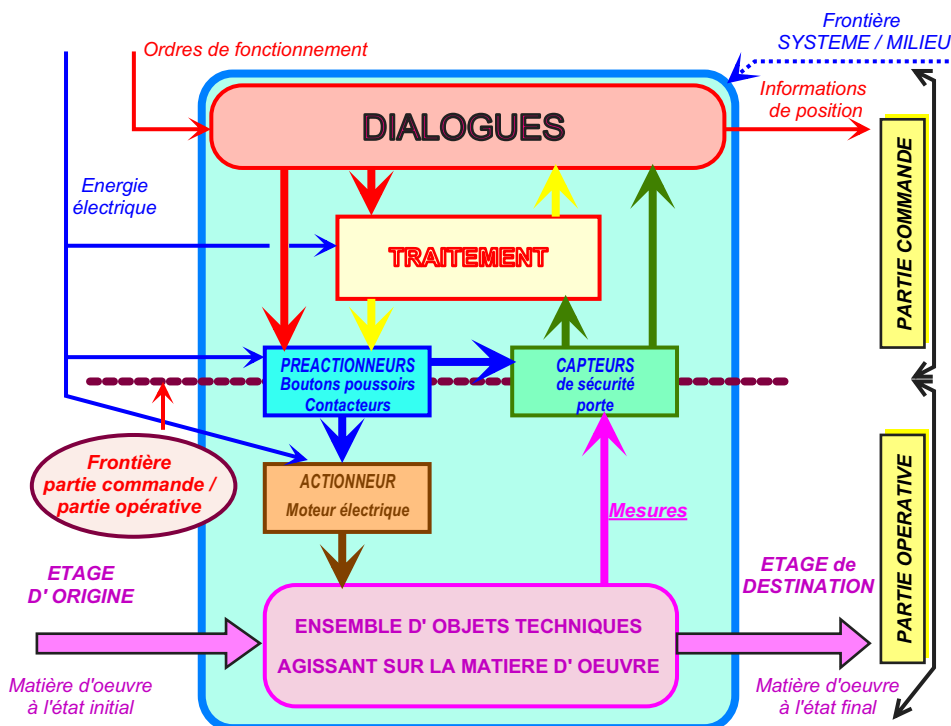 Ordres de fonctionnement
Frontière
SYSTEME / MILIEU
Informations
de position
DIALOGUES
Energie
électrique
TRAITEMENT
PARTIE COMMANDE
PREACTIONNEURS
Boutons poussoirs
Contacteurs
CAPTEURS
de sécurité
porte
Frontière
partie commande /
partie opérative
ACTIONNEUR
Moteur électrique
Mesures
PARTIE OPERATIVE
ETAGE
D' ORIGINE
ETAGE de
DESTINATION
ENSEMBLE D' OBJETS TECHNIQUES
AGISSANT SUR LA MATIERE D' OEUVRE
Matière d'oeuvre
à l'état initial
Matière d'oeuvre
à l'état final